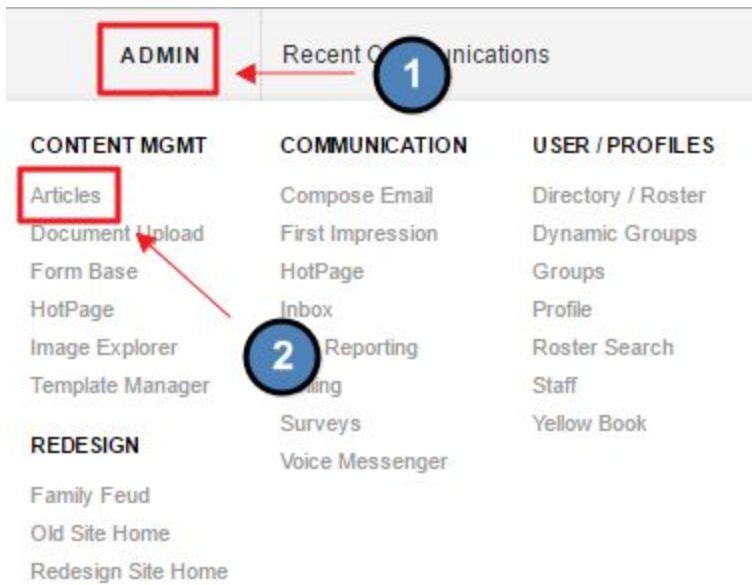 ADMIN
Recent nications
1
CONTENT MGMT
Articles
Document Upload
Form Base
HotPage
Image Explorer
Template Manager
REDESIGN
Family Feud
Old Site Home
Redesign Site Home
COMMUNICATION
Compose Email
First Impression
HotPage
Inbox
2
Reporting
Surveys
Voice Messenger
USER / PROFILES
Directory / Roster
Dynamic Groups
Groups
Profile
Roster Search
Staff
Yellow Book